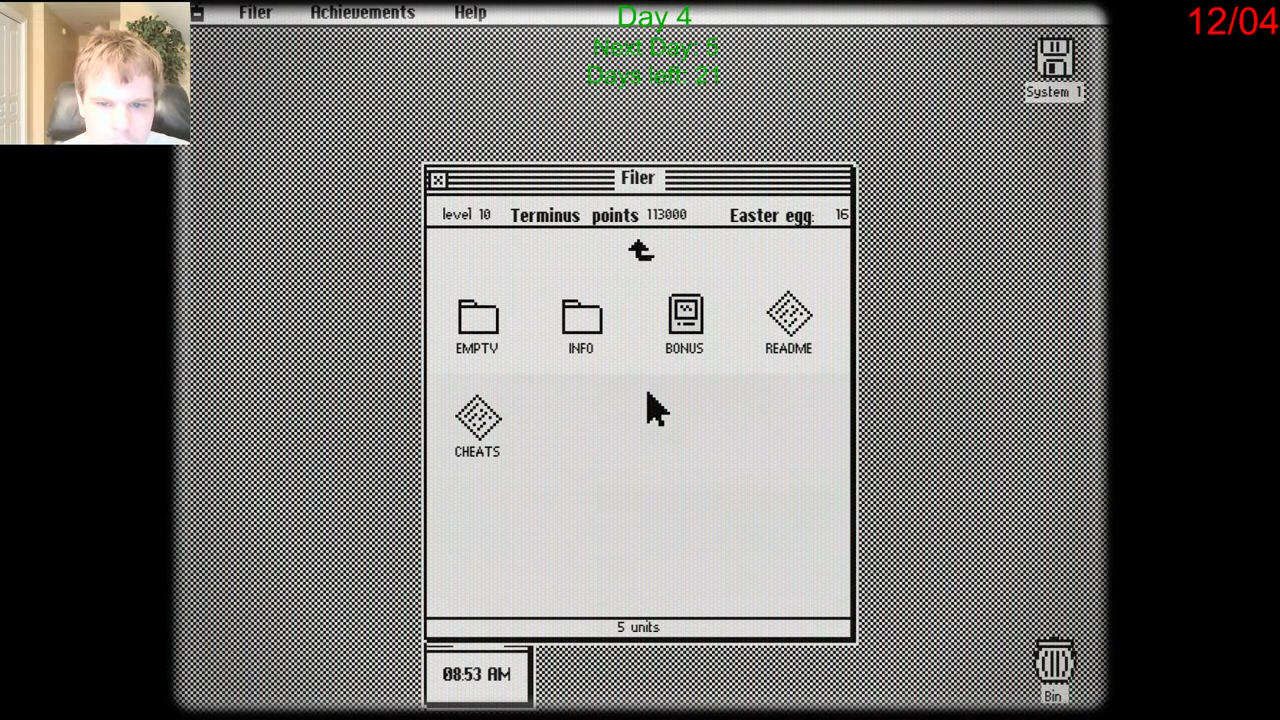 Filer Achievements Help
Day 4
Next Day: 5
Days left: 21
12/04
System 1
Filer
level 10 Terminus points 113000 Easter egg: 16
EMPTY INFO BONUS README
CHEATS
5 units
08:53 AM
Bin